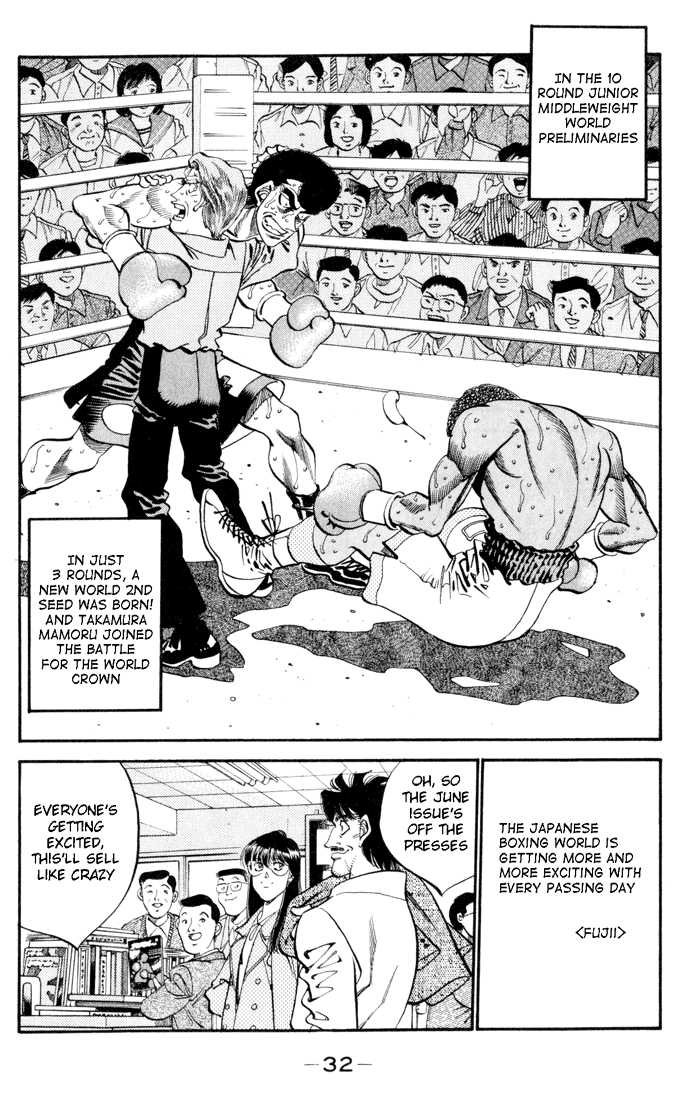 IN THE 10
ROUND JUNIOR
MIDDLEWEIGHT
WORLD
PRELIMINARIES
IN JUST
3 ROUNDS, A
NEW WORLD 2ND
SEED WAS BORN!
AND TAKAMURA
MAMORU JOINED
THE BATTLE
FOR THE WORLD
CROWN
THE JAPANESE
BOXING WORLD IS
GETTING MORE AND
MORE EXCITING WITH
EVERY PASSING DAY
<FUJII>
OH, SO
THE JUNE
ISSUE'S
OFF THE
PRESSES
EVERYONE'S
GETTING
EXCITED,
THIS'LL SELL
LIKE CRAZY
-32-